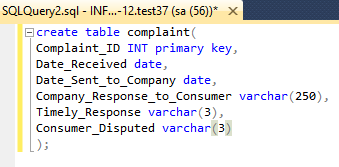 SQLQuery2.sql - INF...-12.test37 (sa (56))*
create table complaint(
Complaint_ID INT primary key,
Date_Received date,
Date_Sent_to_Company date,
Company_Response_to_Consumer varchar(250),
Timely_Response varchar(3),
Consumer_Disputed varchar(3)
);